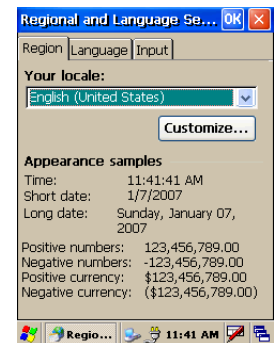 Regional and Language Se... OK
Region Language Input
Your locale:
English (United States)
Customize...
Appearance samples
Time: 11:41:41 AM
Short date: 1/7/2007
Long date: Sunday, January 07,
2007
Positive numbers: 123,456,789.00
Negative numbers: -123,456,789.00
Positive currency: $123,456,789.00
Negative currency: ($123,456,789.00)
Regio... 11:41 AM